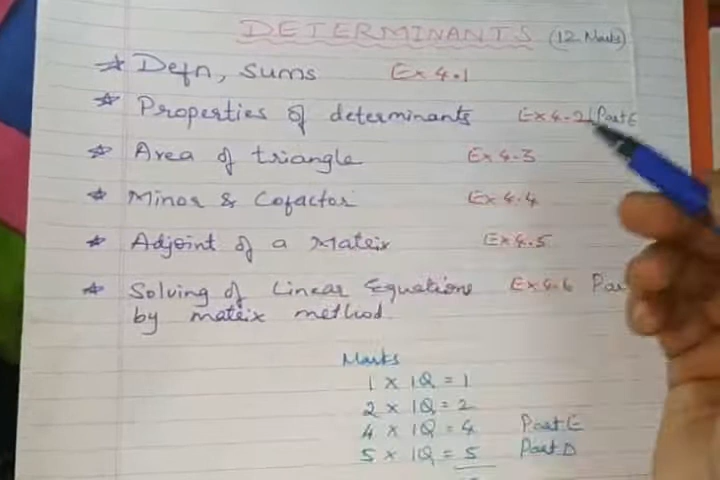 DETERMINANTS (12 Marks)
* Defn, sums Ex 4.1
* Properties of determinants Ex 4.2 (Part E
* Area of triangle Ex 4.3
* Minor & Cofactor Ex 4.4
* Adjoint of a Matrix Ex 4.5
* Solving of Linear Equations Ex 4.6
by matrix method.
Marks
1 x 1Q = 1
2 x 1Q = 2
4 x 1Q = 4 Part E
5 x 1Q = 5 Part D